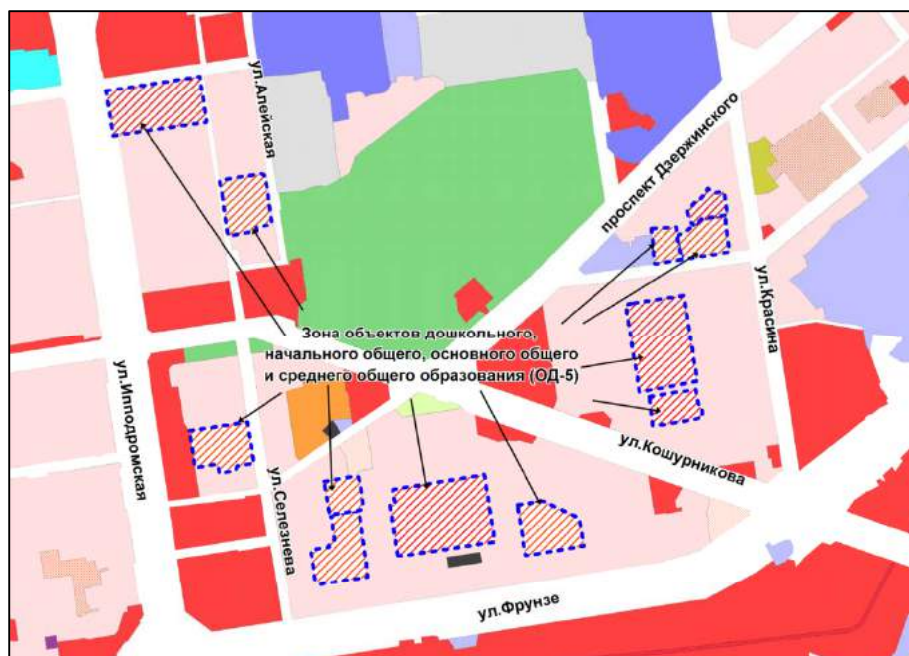 ул.Алейская
проспект Дзержинского
ул.Красина
Зона объектов дошкольного,
начального общего, основного общего
и среднего общего образования (ОД-5)
ул.Ипподромская
ул.Кошурникова
ул.Селезнева
ул.Фрунзе